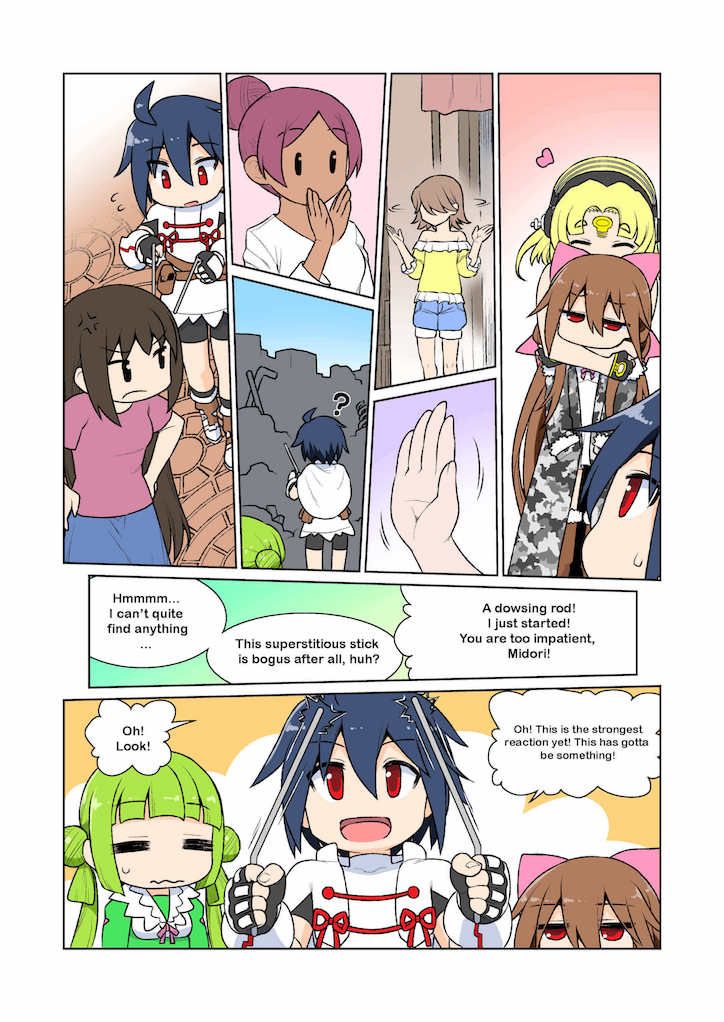 ?
Hmmmm...
I can't quite
find anything
...
This superstitious stick
is bogus after all, huh?
A dowsing rod!
I just started!
You are too impatient,
Midori!
Oh!
Look!
Oh! This is the strongest
reaction yet! This has gotta
be something!